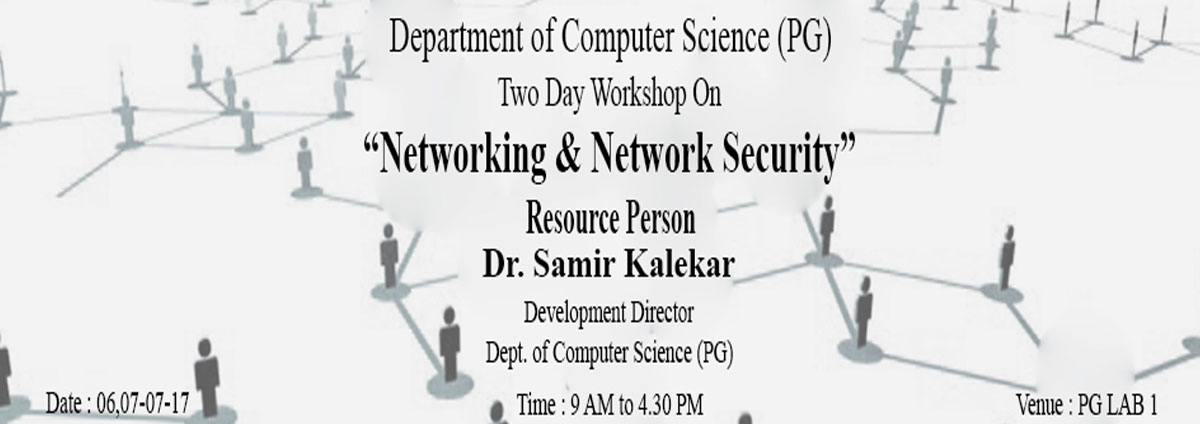 Department of Computer Science (PG)
Two Day Workshop On
“Networking & Network Security”
Resource Person
Dr. Samir Kalekar
Development Director
Dept. of Computer Science (PG)
Date : 06,07-07-17
Time : 9 AM to 4.30 PM
Venue : PG LAB 1